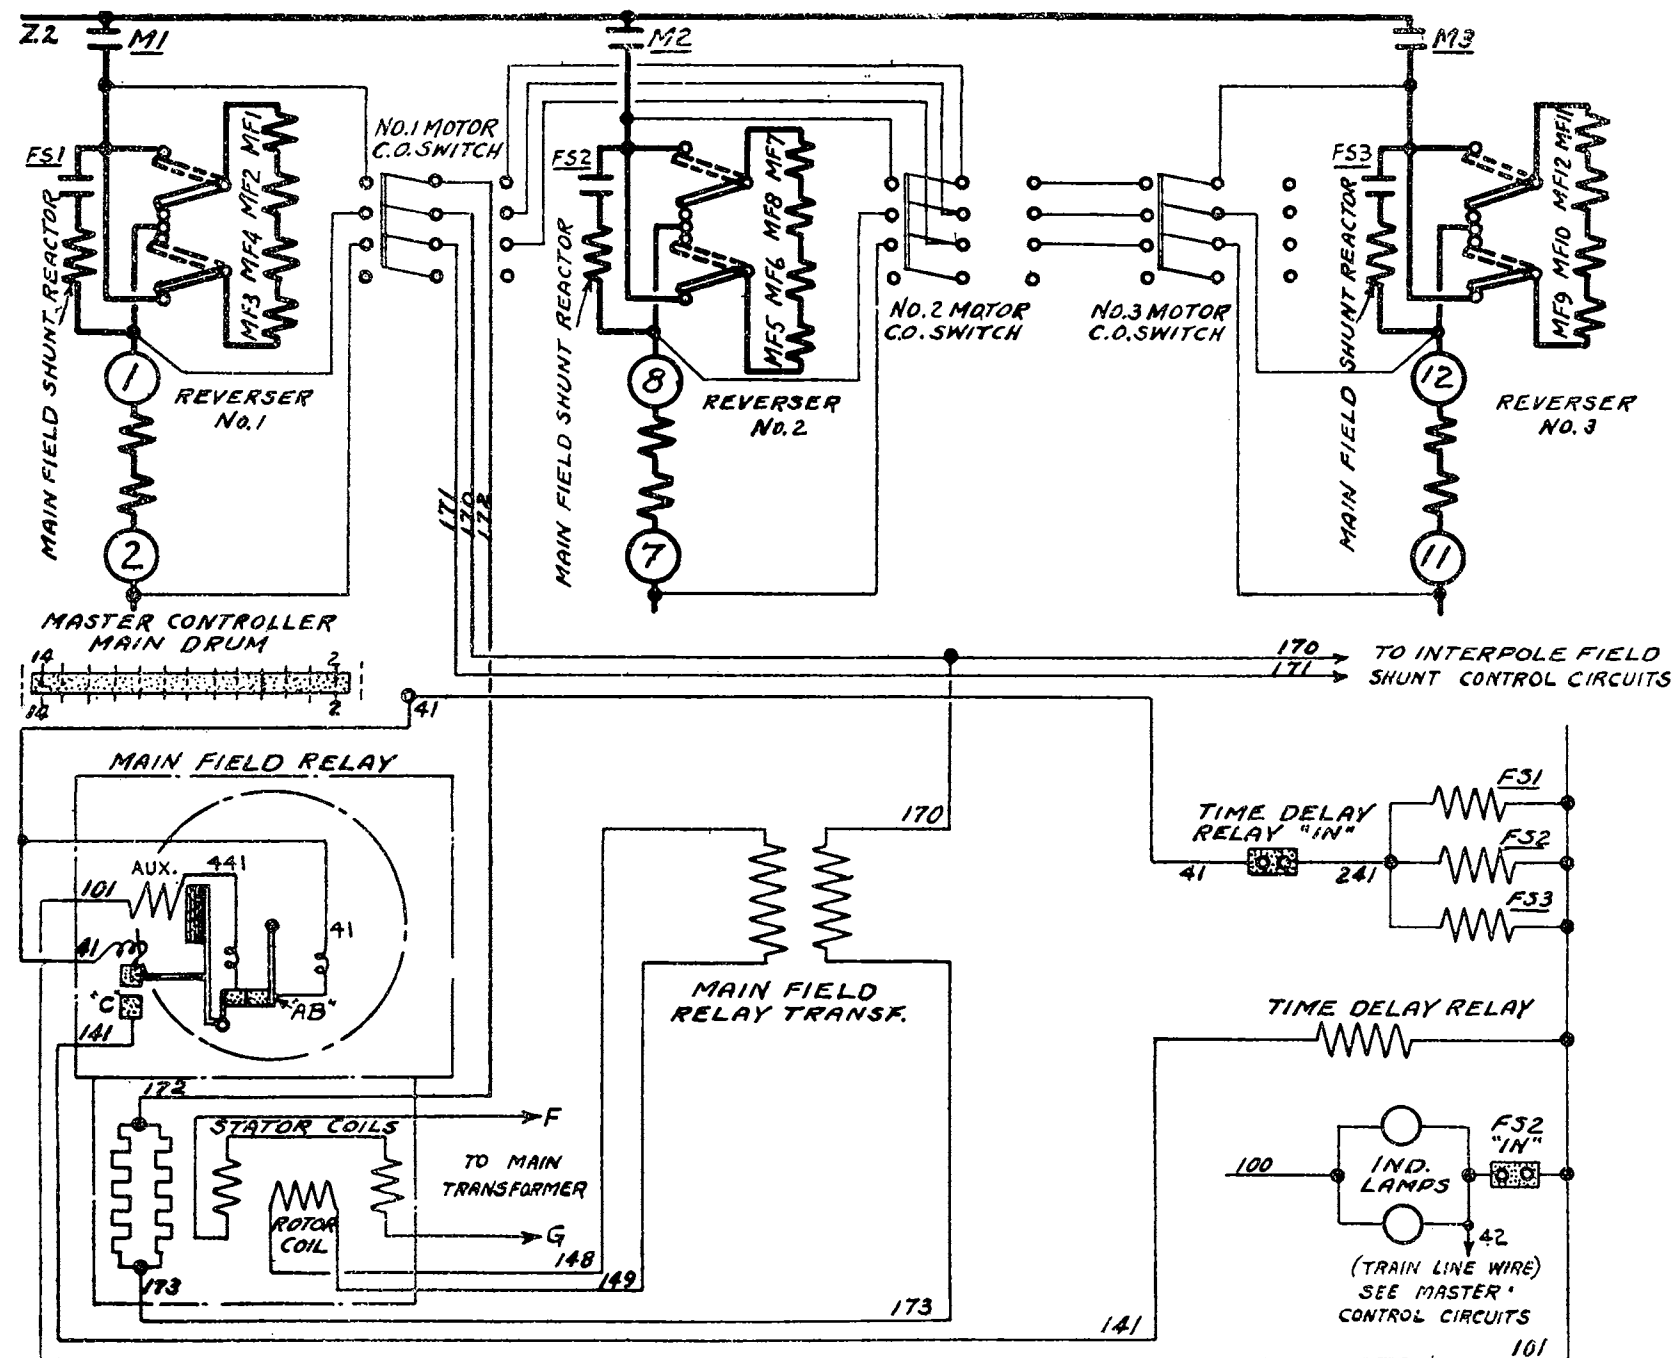 Z.2
M1
M2
M3
NO.1 MOTOR
C.O. SWITCH
FS1
MF1
MF2
MF4
MF3
MAIN FIELD SHUNT REACTOR
1
2
REVERSER
NO.1
FS2
MF7
MF8
MF6
MF5
MAIN FIELD SHUNT REACTOR
8
7
REVERSER
NO.2
NO.2 MOTOR
C.O. SWITCH
NO.3 MOTOR
C.O. SWITCH
FS3
MF11
MF12
MF10
MF9
MAIN FIELD SHUNT REACTOR
12
11
REVERSER
NO.3
171
170
172
MASTER CONTROLLER
MAIN DRUM
14
2
14
2
41
170
171
TO INTERPOLE FIELD
SHUNT CONTROL CIRCUITS
MAIN FIELD RELAY
AUX.
441
101
41
41
"C"
"AB"
141
170
MAIN FIELD
RELAY TRANSF.
TIME DELAY
RELAY "IN"
41
241
FS1
FS2
FS3
TIME DELAY RELAY
172
STATOR COILS
F
TO MAIN
TRANSFORMER
G
ROTOR
COIL
148
149
173
173
141
100
IND.
LAMPS
FS2
"IN"
42
(TRAIN LINE WIRE)
SEE MASTER
CONTROL CIRCUITS
101